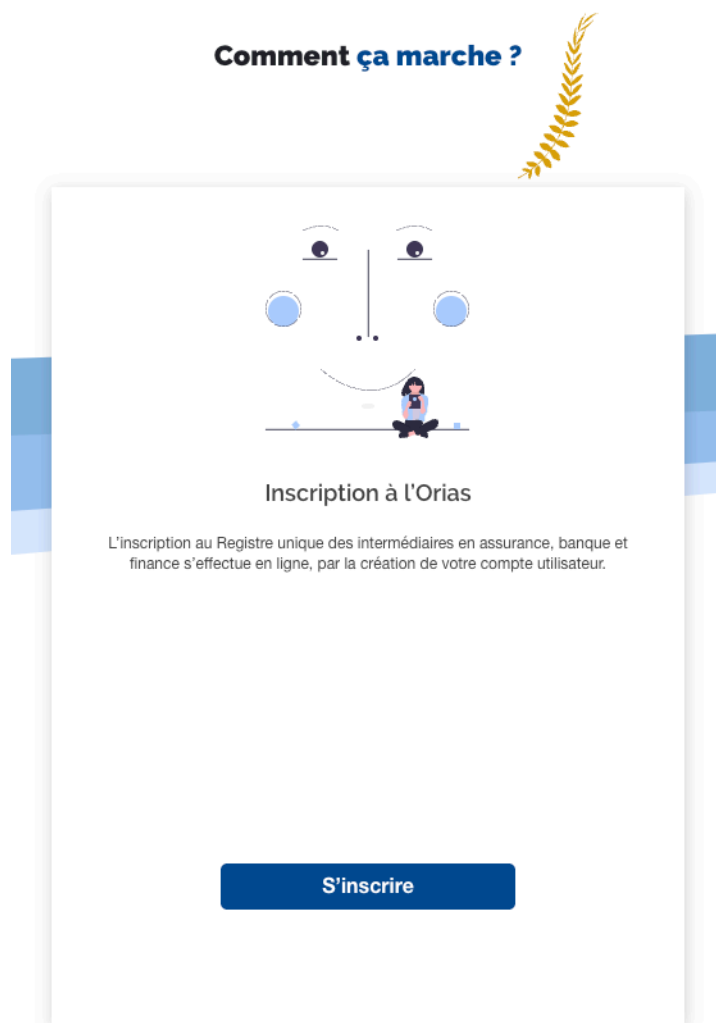 Comment ça marche ?
Inscription à l’Orias
L’inscription au Registre unique des intermédiaires en assurance, banque et
finance s’effectue en ligne, par la création de votre compte utilisateur.
S’inscrire